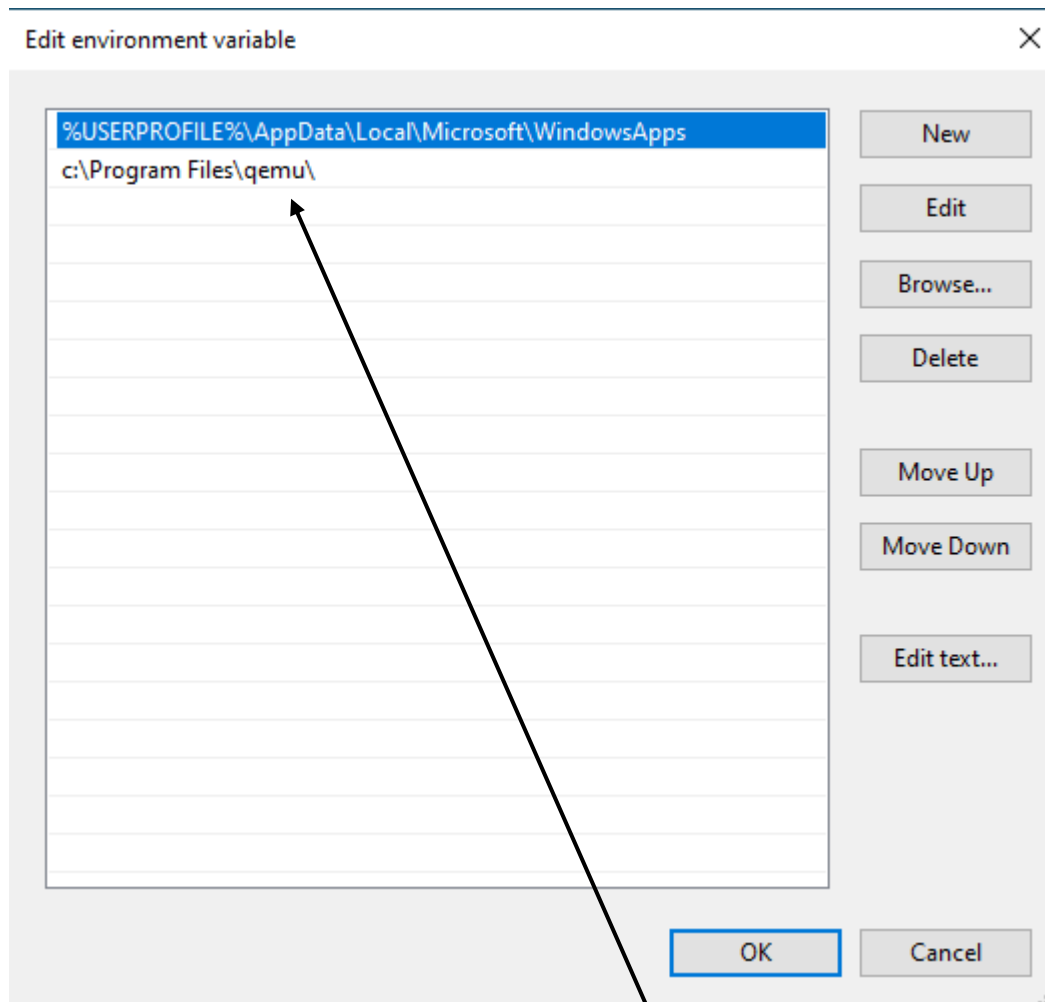 Edit environment variable
%USERPROFILE%\AppData\Local\Microsoft\WindowsApps
c:\Program Files\qemu\
New
Edit
Browse...
Delete
Move Up
Move Down
Edit text...
OK
Cancel